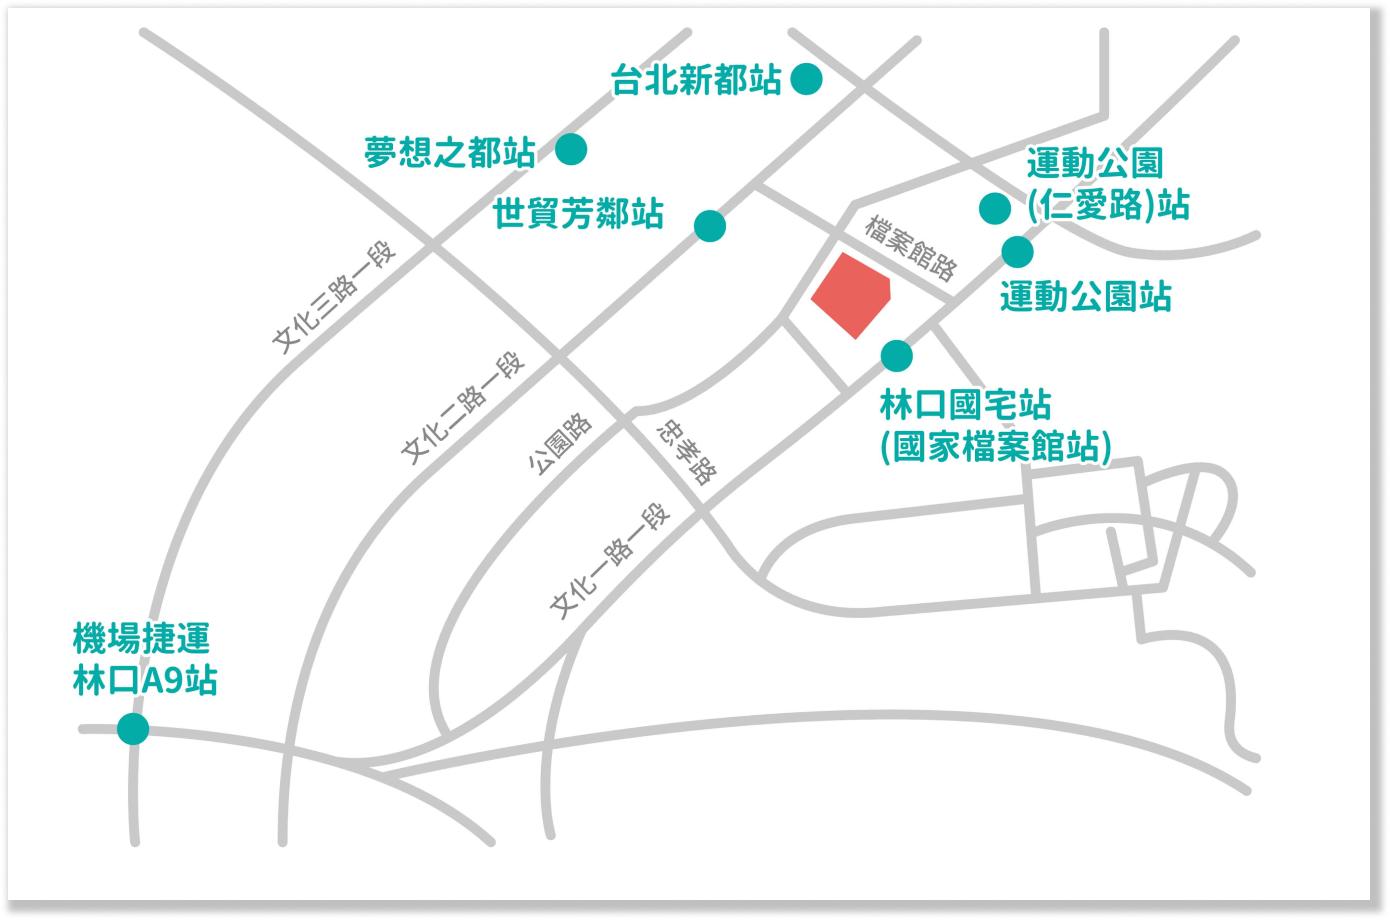 台北新都站
夢想之都站
世貿芳鄰站
運動公園
(仁愛路)站
運動公園站
檔案館路
文化三路一段
文化二路一段
公園路
忠孝路
林口國宅站
(國家檔案館站)
文化一路一段
機場捷運
林口A9站